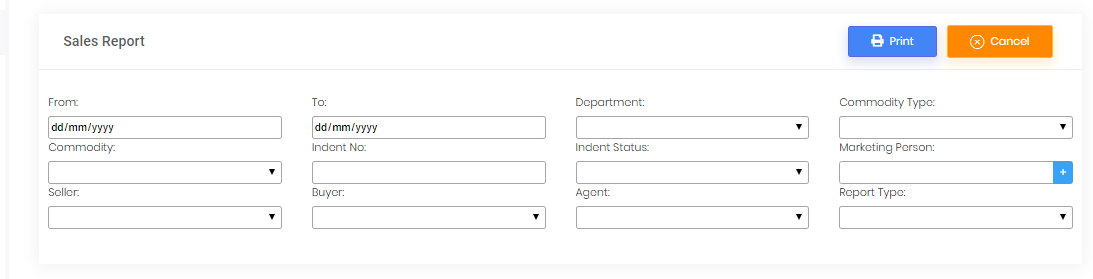 Sales Report Print Cancel
From: To: Department: Commodity Type:
dd/mm/yyyy dd/mm/yyyy
Commodity: Indent No: Indent Status: Marketing Person:
+
Seller: Buyer: Agent: Report Type: